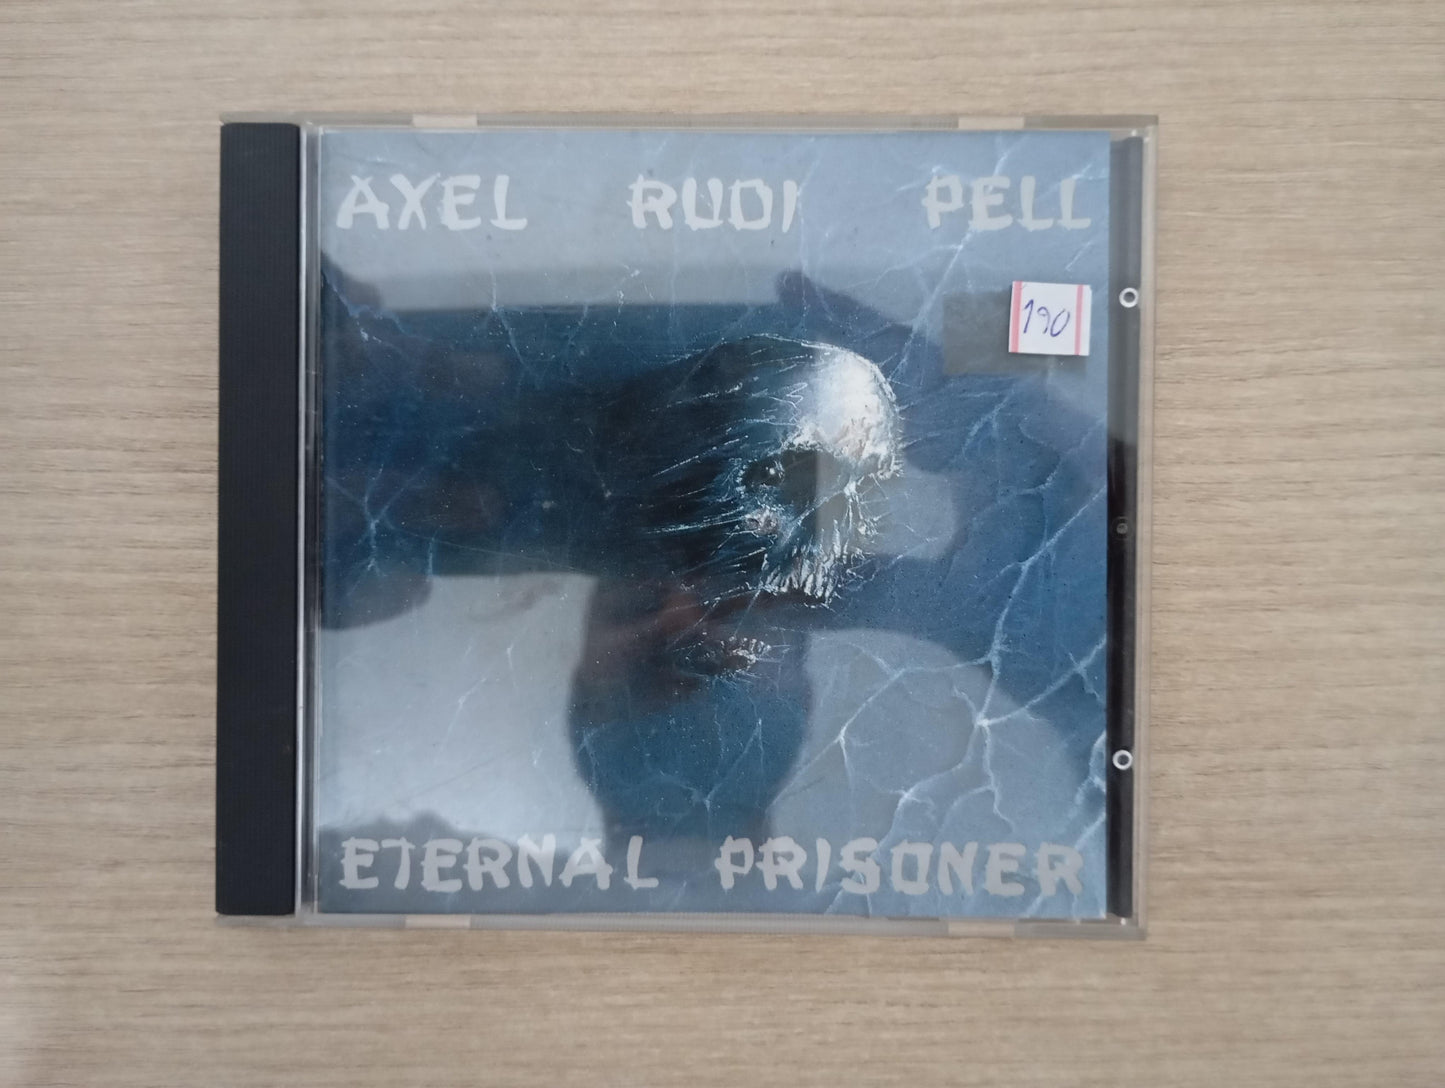 AXEL RUDI PELL
190
ETERNAL PRISONER